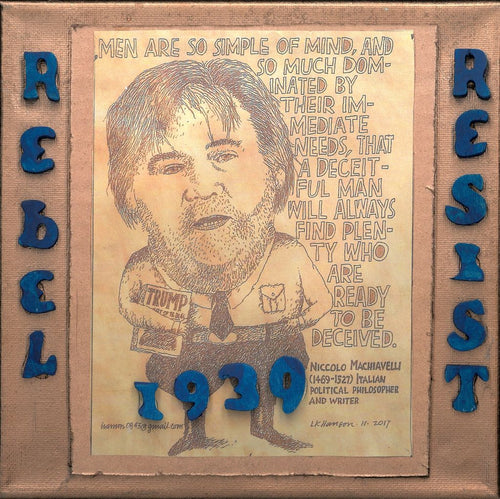 REBEL
RESIST
MEN ARE SO SIMPLE OF MIND, AND
SO MUCH DOM-
INATED BY
THEIR IM-
MEDIATE
NEEDS, THAT
A DECEIT-
FUL MAN
WILL ALWAYS
FIND PLEN-
TY WHO
ARE
READY
TO BE
DECEIVED.
TRUMP
NICCOLO MACHIAVELLI
(1469-1527) ITALIAN
POLITICAL PHILOSOPHER
AND WRITER
1939
LK Hanson 11.2017